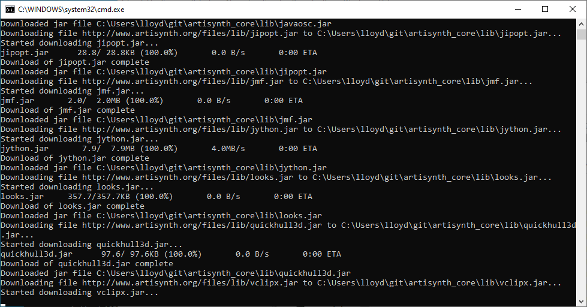 C:\WINDOWS\system32\cmd.exe
Downloaded jar file C:\Users\lloyd\git\artisynth_core\lib\javaosc.jar
Downloading file http://www.artisynth.org/files/lib/jipopt.jar to C:\Users\lloyd\git\artisynth_core\lib\jipopt.jar...
Started downloading jipopt.jar...
jipopt.jar     28.8/ 28.8KB (100.0%)      0.0 B/s      0:00 ETA
Download of jipopt.jar complete
Downloaded jar file C:\Users\lloyd\git\artisynth_core\lib\jipopt.jar
Downloading file http://www.artisynth.org/files/lib/jmf.jar to C:\Users\lloyd\git\artisynth_core\lib\jmf.jar...
Started downloading jmf.jar...
jmf.jar     2.0/  2.0MB (100.0%)      0.0 B/s      0:00 ETA
Download of jmf.jar complete
Downloaded jar file C:\Users\lloyd\git\artisynth_core\lib\jmf.jar
Downloading file http://www.artisynth.org/files/lib/jython.jar to C:\Users\lloyd\git\artisynth_core\lib\jython.jar...
Started downloading jython.jar...
jython.jar     7.9/  7.9MB (100.0%)      4.0MB/s      0:00 ETA
Download of jython.jar complete
Downloaded jar file C:\Users\lloyd\git\artisynth_core\lib\jython.jar
Downloading file http://www.artisynth.org/files/lib/looks.jar to C:\Users\lloyd\git\artisynth_core\lib\looks.jar...
Started downloading looks.jar...
looks.jar     357.7/357.7KB (100.0%)      0.0 B/s      0:00 ETA
Download of looks.jar complete
Downloaded jar file C:\Users\lloyd\git\artisynth_core\lib\looks.jar
Downloading file http://www.artisynth.org/files/lib/quickhull3d.jar to C:\Users\lloyd\git\artisynth_core\lib\quickhull3d
.jar...
Started downloading quickhull3d.jar...
quickhull3d.jar     97.6/ 97.6KB (100.0%)      0.0 B/s      0:00 ETA
Download of quickhull3d.jar complete
Downloaded jar file C:\Users\lloyd\git\artisynth_core\lib\quickhull3d.jar
Downloading file http://www.artisynth.org/files/lib/vclipx.jar to C:\Users\lloyd\git\artisynth_core\lib\vclipx.jar...
Started downloading vclipx.jar...